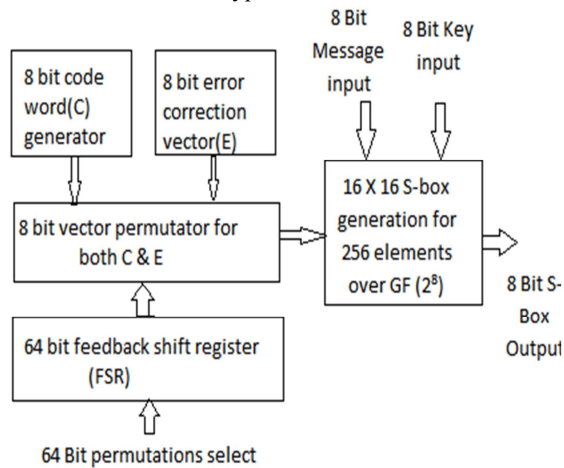 8 Bit
Message
input
8 Bit Key
input
8 bit code
word(C)
generator
8 bit error
correction
vector(E)
16 X 16 S-box
generation for
256 elements
over GF (2⁸)
8 bit vector permutator for
both C & E
8 Bit S-
Box
Output
64 bit feedback shift register
(FSR)
64 Bit permutations select